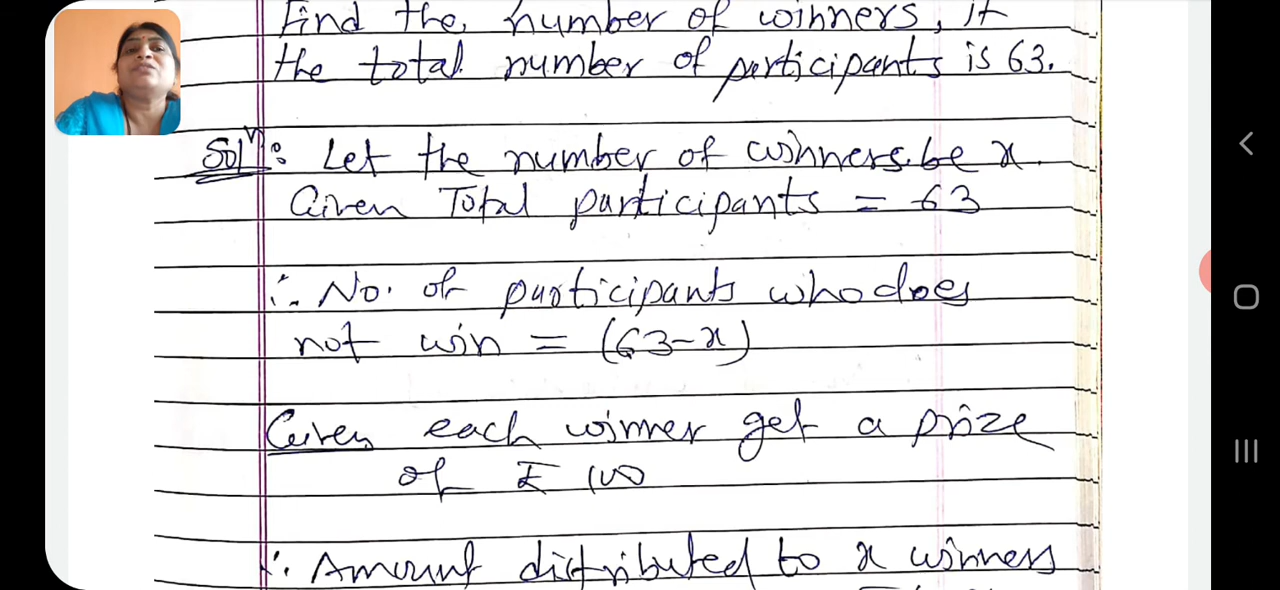 Find the number of winners, if
the total number of participants is 63.
Solⁿ: Let the number of winners be x.
Given Total participants = 63
∴ No. of participants who does
not win = (63-x)
Given each winner get a prize
of ₹ 100
∴ Amount distributed to x winners